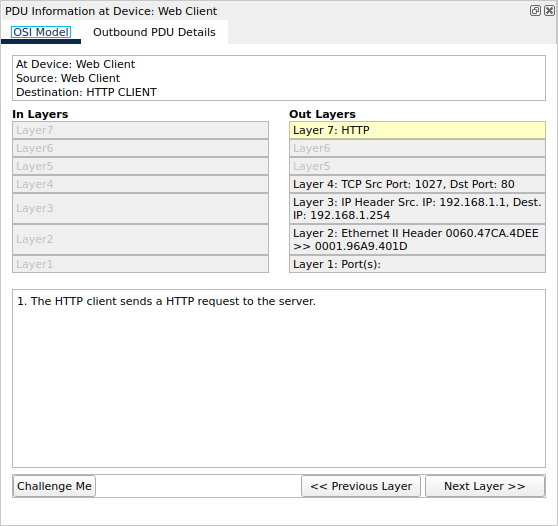 PDU Information at Device: Web Client
OSI Model
Outbound PDU Details
At Device: Web Client
Source: Web Client
Destination: HTTP CLIENT
In Layers
Out Layers
Layer7
Layer 7: HTTP
Layer6
Layer6
Layer5
Layer5
Layer4
Layer 4: TCP Src Port: 1027, Dst Port: 80
Layer3
Layer 3: IP Header Src. IP: 192.168.1.1, Dest.
IP: 192.168.1.254
Layer2
Layer 2: Ethernet II Header 0060.47CA.4DEE
>> 0001.96A9.401D
Layer1
Layer 1: Port(s):
1. The HTTP client sends a HTTP request to the server.
Challenge Me
<< Previous Layer
Next Layer >>